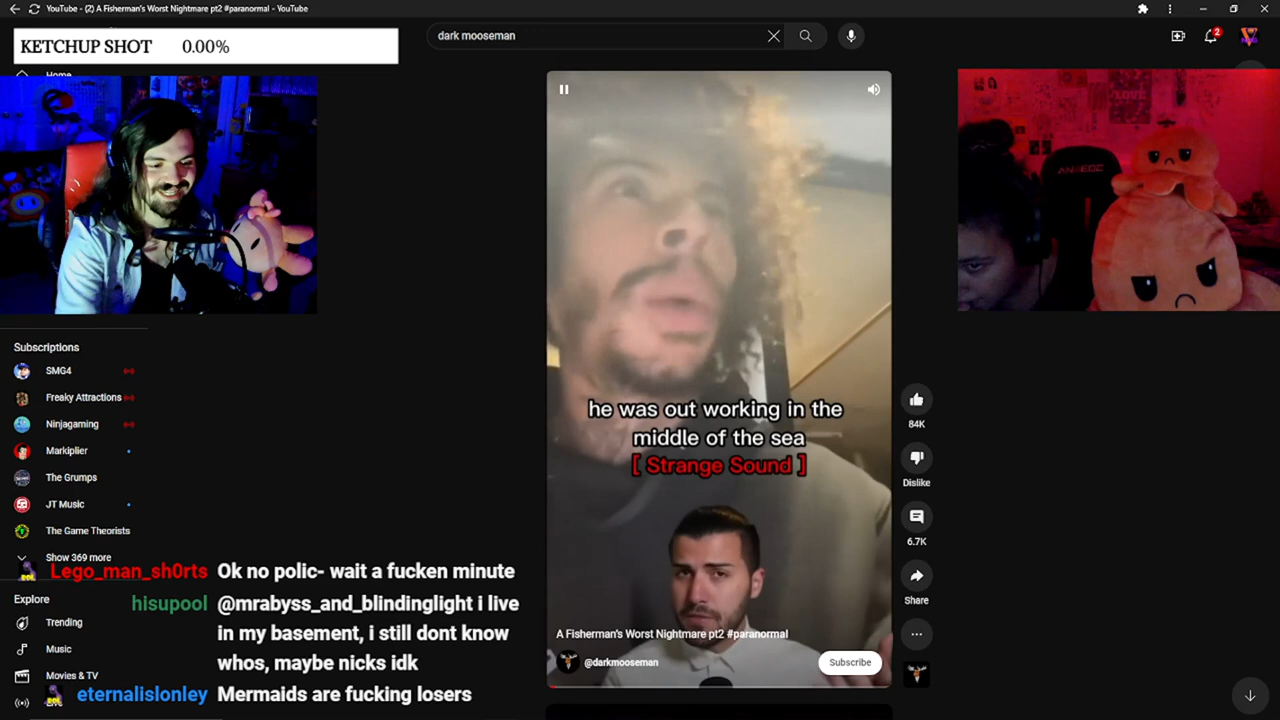 YouTube - (2) A Fisherman's Worst Nightmare pt2 #paranormal - YouTube
KETCHUP SHOT 0.00%
dark mooseman
2
Home
LOVE
he was out working in the
middle of the sea
[ Strange Sound ]
A Fisherman's Worst Nightmare pt2 #paranormal
@darkmooseman
Subscribe
84K
Dislike
6.7K
Share
Subscriptions
SMG4
Freaky Attractions
Ninjagaming
Markiplier
The Grumps
JT Music
The Game Theorists
Show 369 more
Explore
Trending
Music
Movies & TV
Lego_man_sh0rts Ok no polic- wait a fucken minute
hisupool @mrabyss_and_blindinglight i live
in my basement, i still dont know
whos, maybe nicks idk
eternalislonley Mermaids are fucking losers